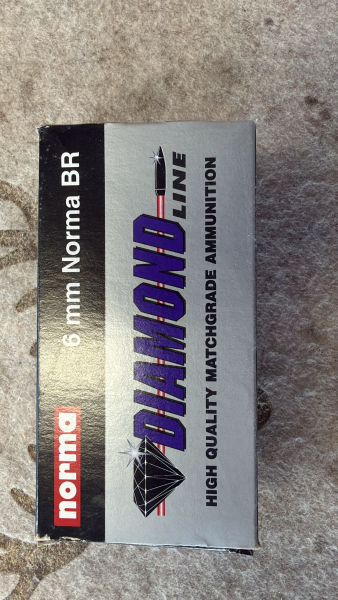 norma 6 mm Norma BR
DIAMOND
LINE
HIGH QUALITY MATCHGRADE AMMUNITION